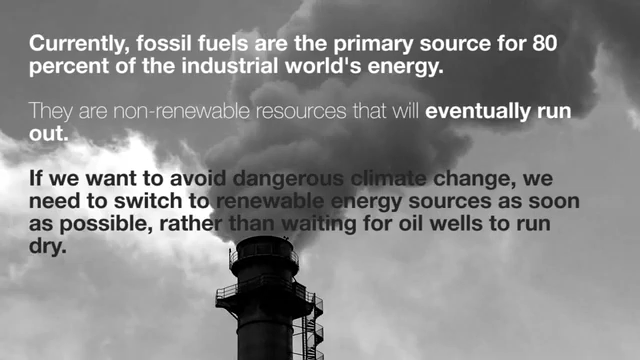 Currently, fossil fuels are the primary source for 80
percent of the industrial world's energy.
They are non-renewable resources that will eventually run
out.
If we want to avoid dangerous climate change, we
need to switch to renewable energy sources as soon
as possible, rather than waiting for oil wells to run
dry.